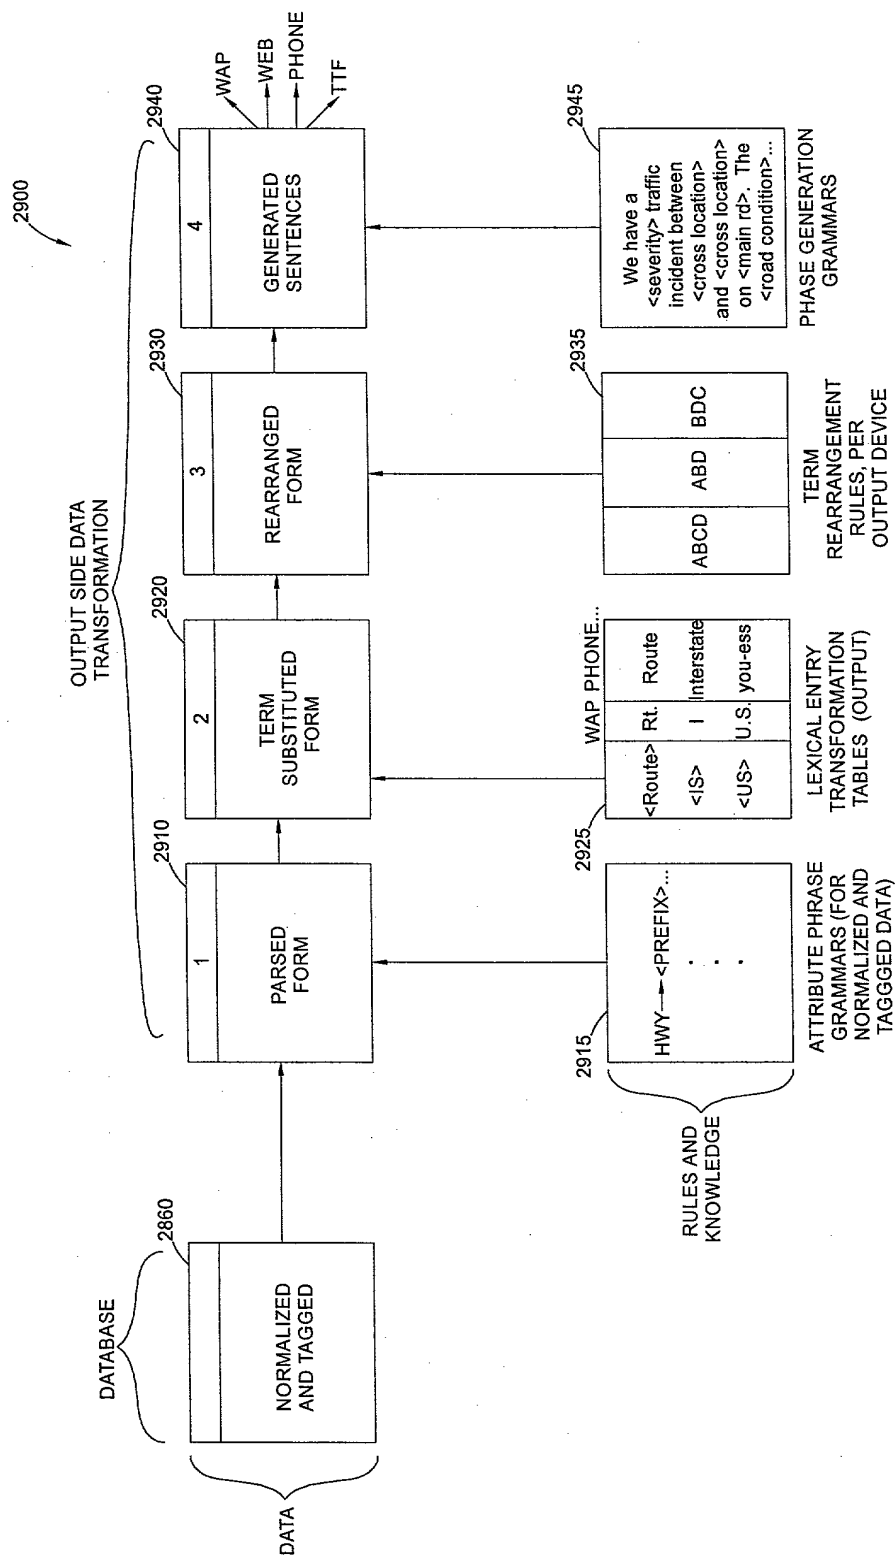 2900
OUTPUT SIDE DATA
TRANSFORMATION
DATABASE
DATA
2860
NORMALIZED
AND TAGGED
2910
1
PARSED
FORM
2920
2
TERM
SUBSTITUTED
FORM
2930
3
REARRANGED
FORM
2940
4
GENERATED
SENTENCES
WAP
WEB
PHONE
TTF
RULES AND
KNOWLEDGE
2915
HWY <PREFIX>...
ATTRIBUTE PHRASE
GRAMMARS (FOR
NORMALIZED AND
TAGGGED DATA)
2925
WAP PHONE...
<Route> Rt. Route
<IS> I Interstate
<US> U.S. you-ess
LEXICAL ENTRY
TRANSFORMATION
TABLES (OUTPUT)
2935
ABCD ABD BDC
TERM
REARRANGEMENT
RULES, PER
OUTPUT DEVICE
2945
We have a
<severity> traffic
incident between
<cross location>
and <cross location>
on <main rd>. The
<road condition>...
PHASE GENERATION
GRAMMARS